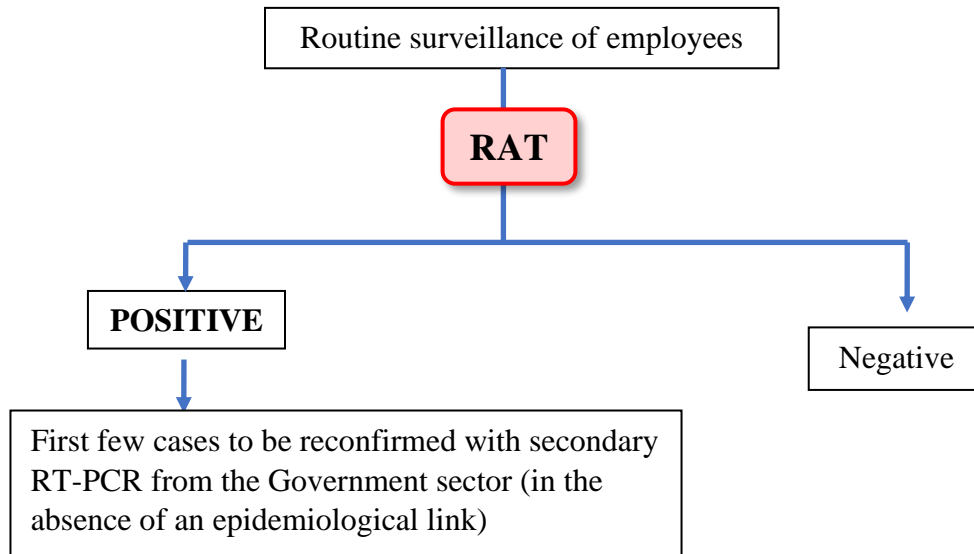 Routine surveillance of employees
RAT
POSITIVE
Negative
First few cases to be reconfirmed with secondary
RT-PCR from the Government sector (in the
absence of an epidemiological link)